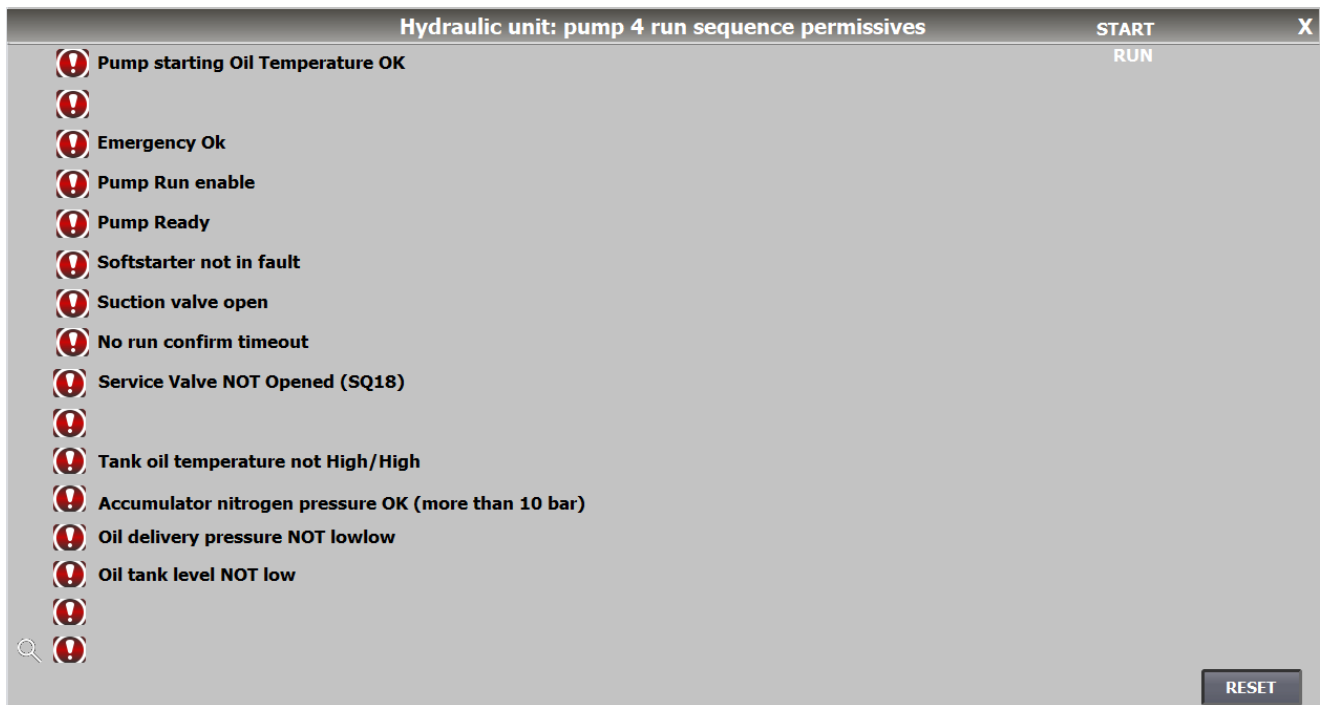 Hydraulic unit: pump 4 run sequence permissives
START
X
RUN
Pump starting Oil Temperature OK
Emergency Ok
Pump Run enable
Pump Ready
Softstarter not in fault
Suction valve open
No run confirm timeout
Service Valve NOT Opened (SQ18)
Tank oil temperature not High/High
Accumulator nitrogen pressure OK (more than 10 bar)
Oil delivery pressure NOT lowlow
Oil tank level NOT low
RESET